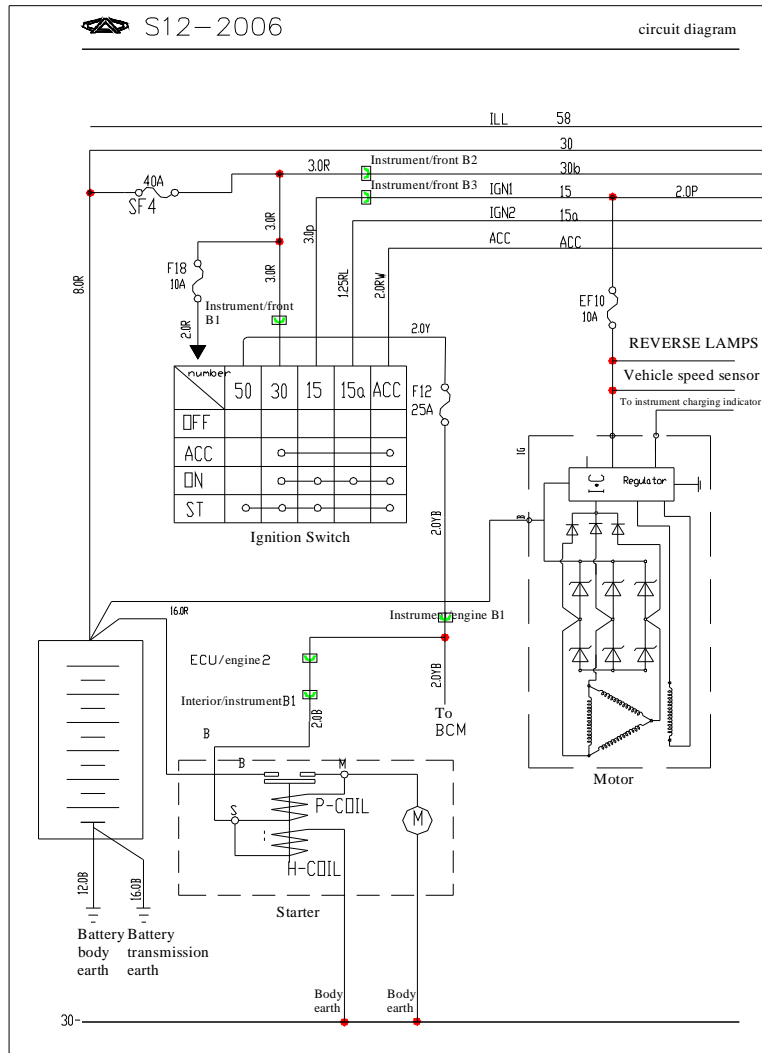 S12-2006
circuit diagram
ILL 58
30
3.0R
Instrument/front B2
30b
40A
SF4
Instrument/front B3
IGN1 15 2.0P
IGN2 15a
ACC ACC
3.0R
3.0p
1.25RL
2.0RW
8.0R
F18
10A
3.0R
Instrument/front
B1
2.0R
2.0Y
EF10
10A
REVERSE LAMPS
Vehicle speed sensor
To instrument charging indicator
number 50 30 15 15a ACC
OFF
ACC
ON
ST
Ignition Switch
F12
25A
IG
I.C
Regulator
B
2.0YB
16.0R
Instrument/engine B1
ECU/engine2
Interior/instrumentB1
2.0B
2.0YB
To
BCM
Motor
B
B
M
S
P-COIL
H-COIL
M
Starter
12.0B
16.0B
Battery Battery
body transmission
earth earth
Body
earth
Body
earth
30-